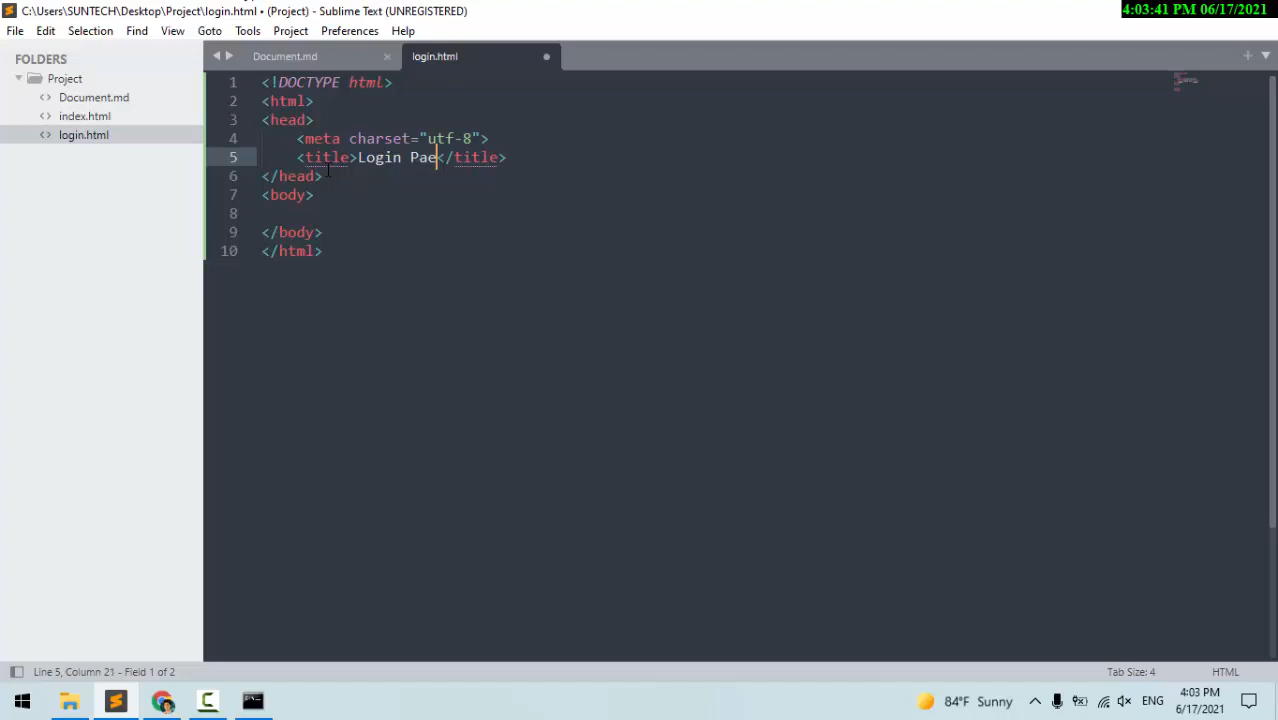 C:\Users\SUNTECH\Desktop\Project\login.html • (Project) - Sublime Text (UNREGISTERED)
4:03:41 PM 06/17/2021
File Edit Selection Find View Goto Tools Project Preferences Help
FOLDERS
Project
Document.md
index.html
login.html
Document.md × login.html
1 <!DOCTYPE html>
2 <html>
3 <head>
4 <meta charset="utf-8">
5 <title>Login Pae</title>
6 </head>
7 <body>
8
9 </body>
10 </html>
Line 5, Column 21 - Field 1 of 2
Tab Size: 4 HTML
84°F Sunny ENG 4:03 PM
6/17/2021